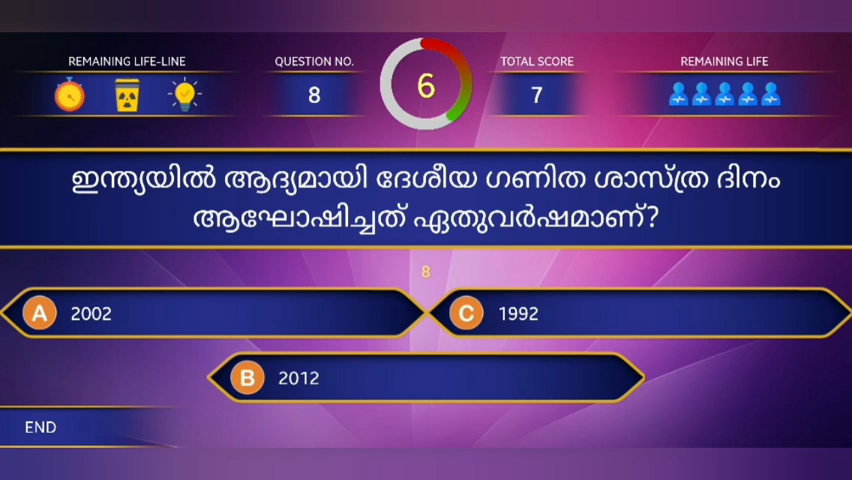 REMAINING LIFE-LINE
QUESTION NO.
8
6
TOTAL SCORE
7
REMAINING LIFE
ഇന്ത്യയിൽ ആദ്യമായി ദേശീയ ഗണിത ശാസ്ത്ര ദിനം
ആഘോഷിച്ചത് ഏതുവർഷമാണ്?
8
A 2002
C 1992
B 2012
END